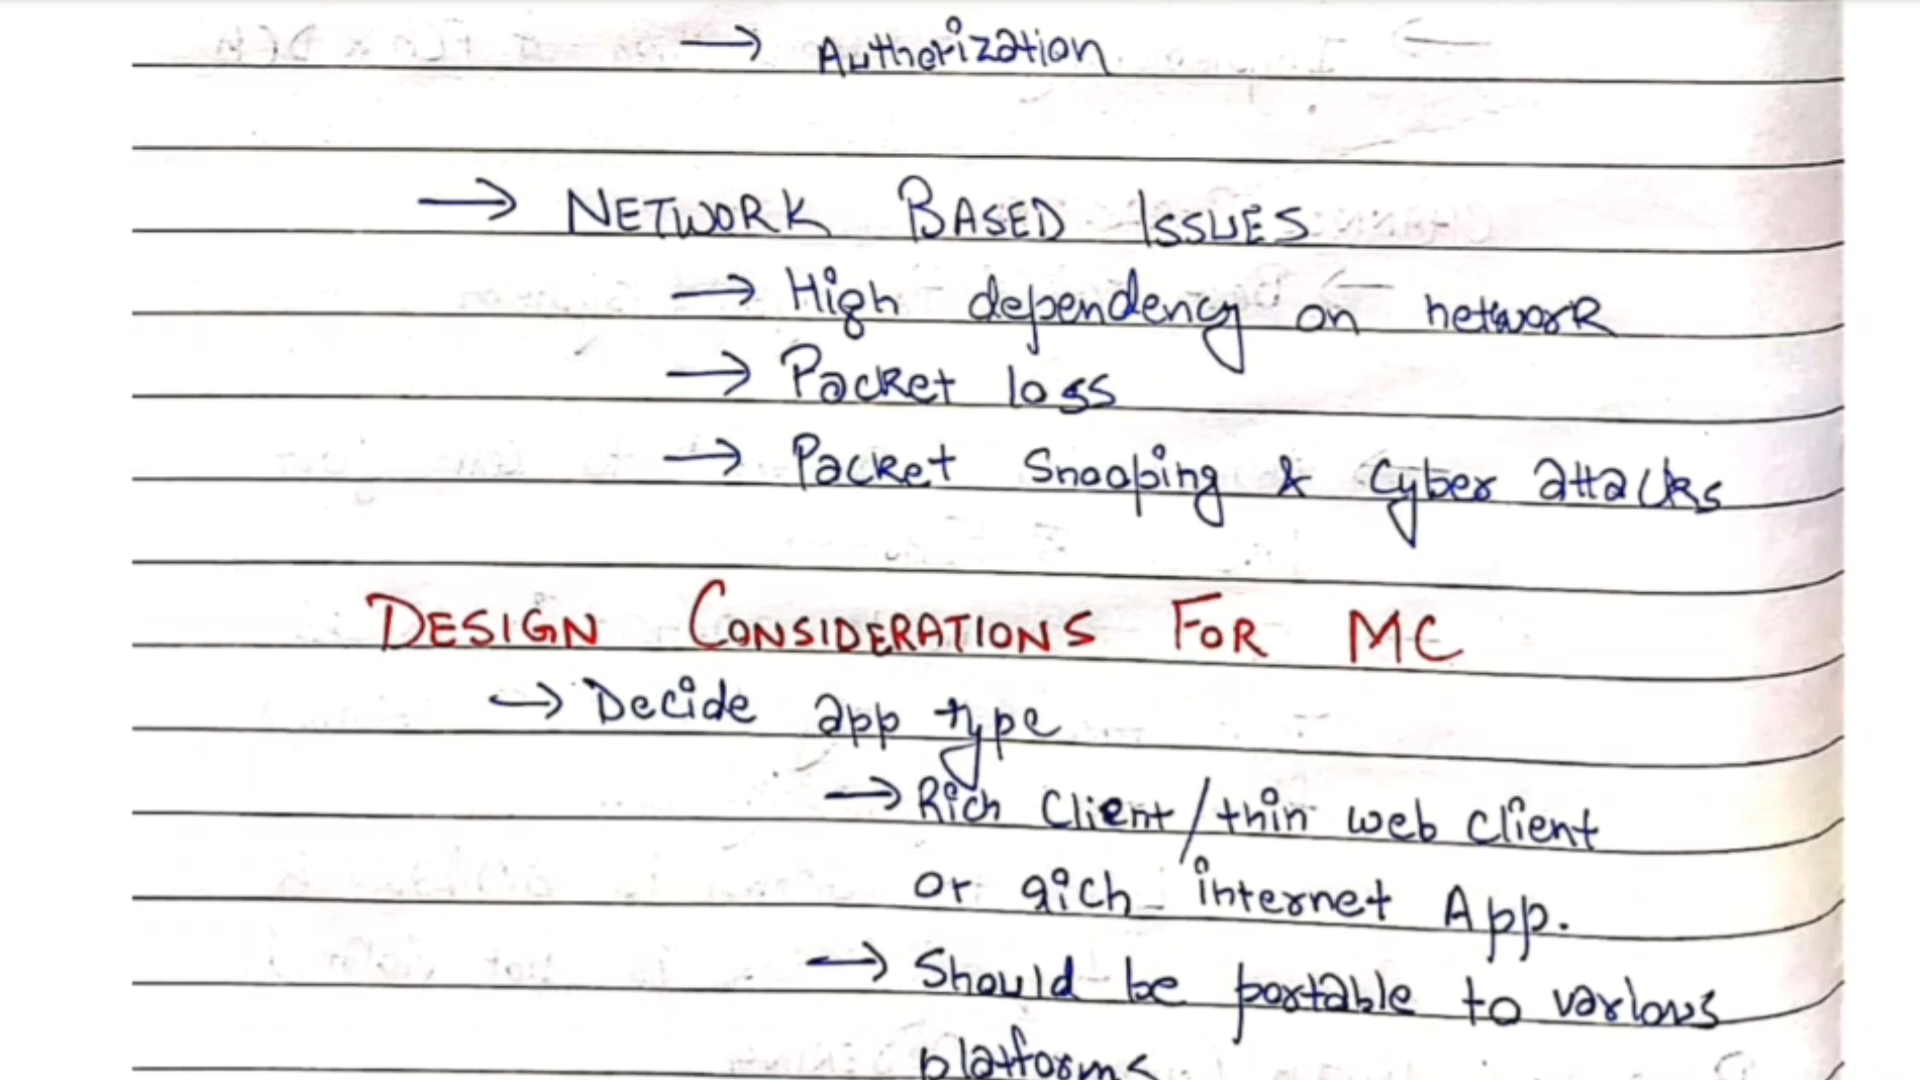 → Authorization
→ NETWORK BASED ISSUES
→ High dependency on network
→ Packet loss
→ Packet Snooping & Cyber attacks
DESIGN CONSIDERATIONS FOR MC
→ Decide app type
→ Rich Client/thin web client
or rich internet App.
→ Should be portable to various
platforms